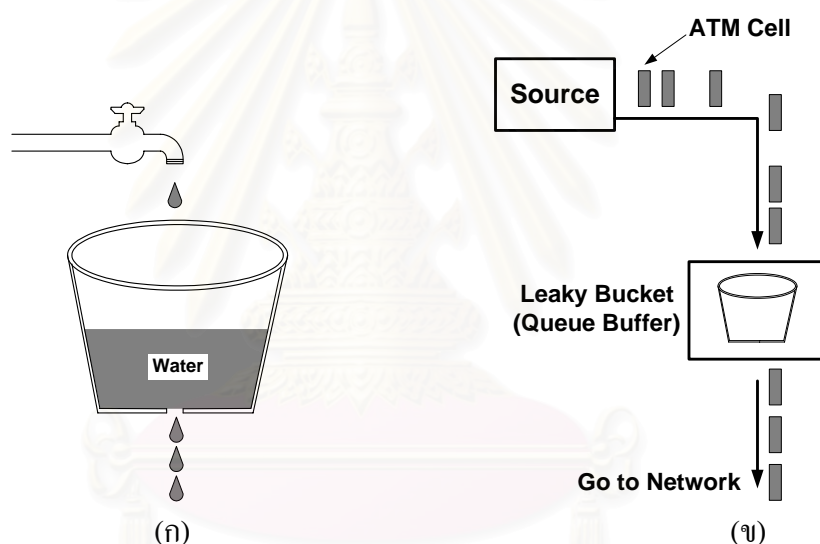 ATM Cell
Source
Leaky Bucket
(Queue Buffer)
Water
Go to Network
(ก)
(ข)